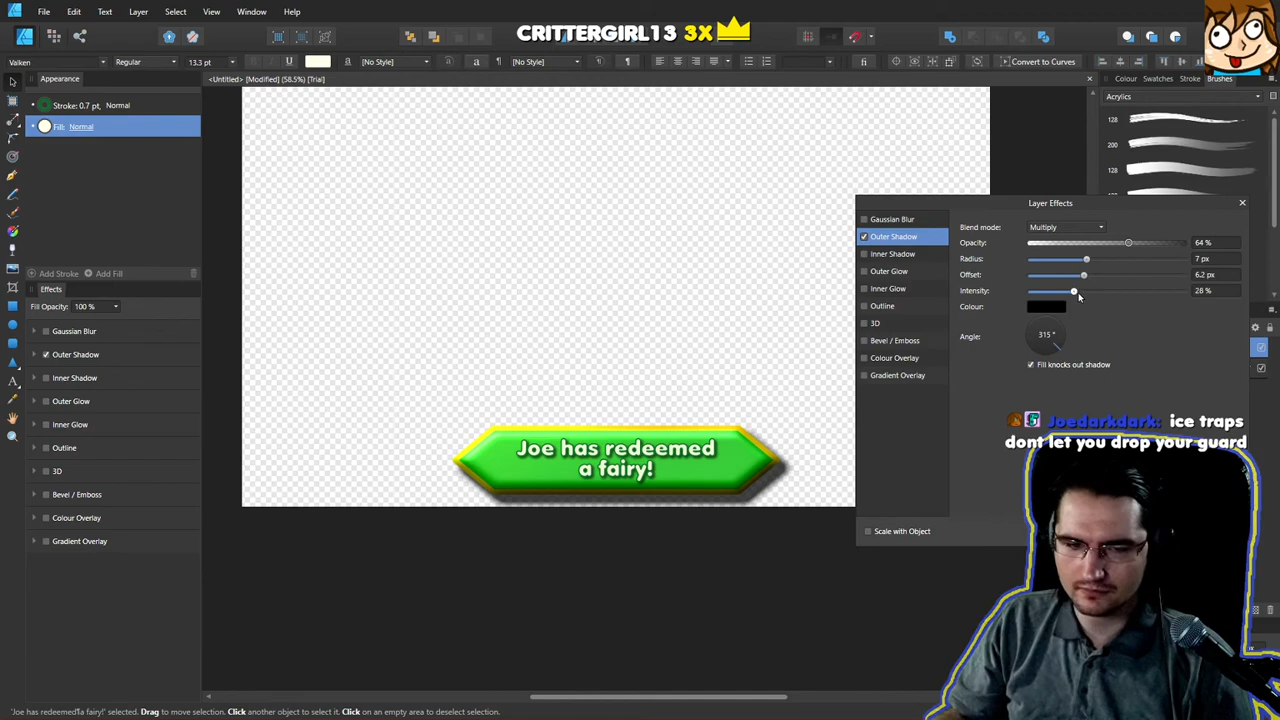 File Edit Text Layer Select View Window Help
CRITTERGIRL13 3X
Valken Regular 13.3 pt B I U a [No Style] a [No Style] ¶ fi Convert to Curves
Appearance
<Untitled> [Modified] (58.5%) [Trial]
Colour Swatches Stroke Brushes
Stroke: 0.7 pt, Normal
Fill: Normal
Acrylics
128
200
128
Add Stroke Add Fill
Effects
Fill Opacity: 100 %
Gaussian Blur
Outer Shadow
Inner Shadow
Outer Glow
Inner Glow
Outline
3D
Bevel / Emboss
Colour Overlay
Gradient Overlay
Layer Effects
Gaussian Blur
Outer Shadow
Inner Shadow
Outer Glow
Inner Glow
Outline
3D
Bevel / Emboss
Colour Overlay
Gradient Overlay
Blend mode: Multiply
Opacity: 64 %
Radius: 7 px
Offset: 6.2 px
Intensity: 28 %
Colour:
Angle: 315 °
Fill knocks out shadow
Scale with Object
Joe has redeemed
a fairy!
Joedarkdark: ice traps
dont let you drop your guard
'Joe has redeemed¶a fairy!' selected. Drag to move selection. Click another object to select it. Click on an empty area to deselect selection.